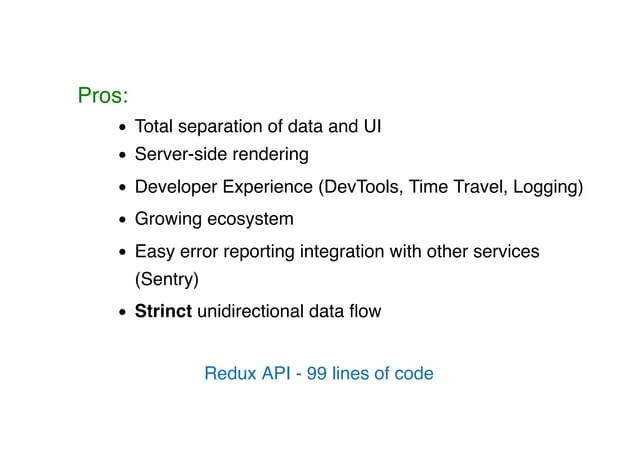 Pros:
• Total separation of data and UI
• Server-side rendering
• Developer Experience (DevTools, Time Travel, Logging)
• Growing ecosystem
• Easy error reporting integration with other services
(Sentry)
• Strinct unidirectional data flow
Redux API - 99 lines of code